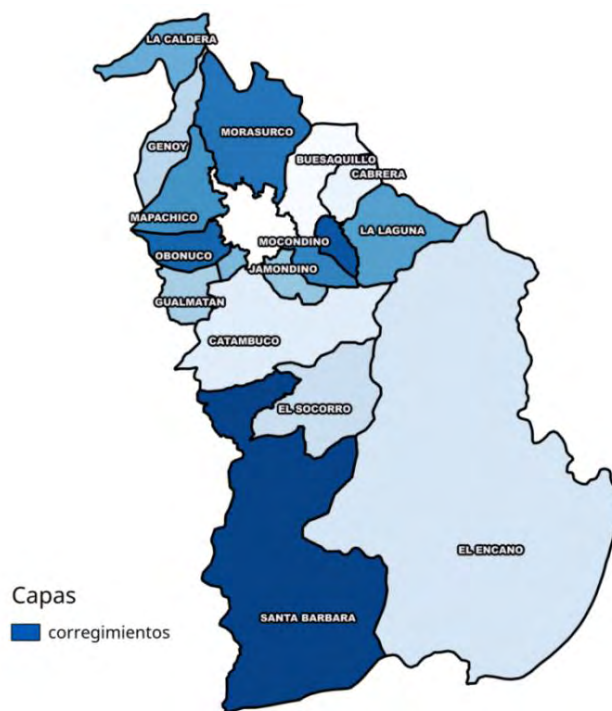 LA CALDERA
MORASURCO
GENOY
BUESAQUILLO
CABRERA
MAPACHICO
LA LAGUNA
MOCONDINO
OBONUCO
JAMONDINO
GUALMATAN
CATAMBUCO
EL SOCORRO
EL ENCANO
Capas
SANTA BARBARA
corregimientos